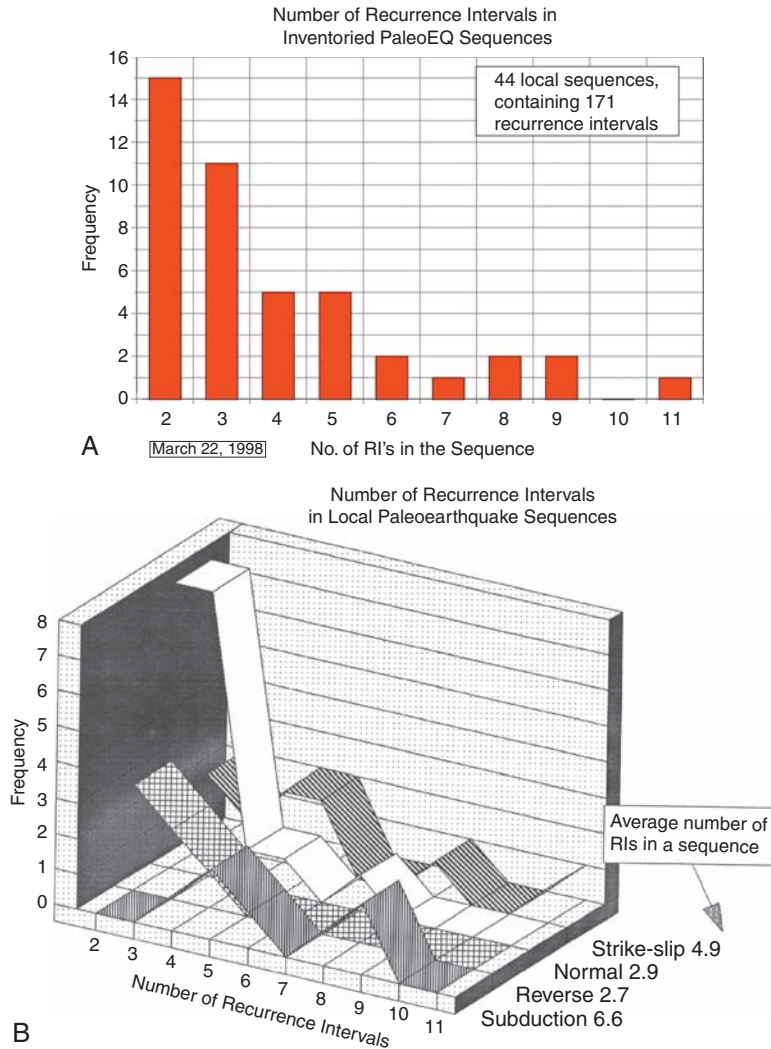 Number of Recurrence Intervals in
Inventoried PaleoEQ Sequences
16
14
12
10
8
6
4
2
0
Frequency
44 local sequences,
containing 171
recurrence intervals
2 3 4 5 6 7 8 9 10 11
A
March 22, 1998
No. of RI's in the Sequence
Number of Recurrence Intervals
in Local Paleoearthquake Sequences
8
7
6
5
4
3
2
1
0
Frequency
2 3 4 5 6 7 8 9 10 11
Number of Recurrence Intervals
Average number of
RIs in a sequence
Strike-slip 4.9
Normal 2.9
Reverse 2.7
Subduction 6.6
B